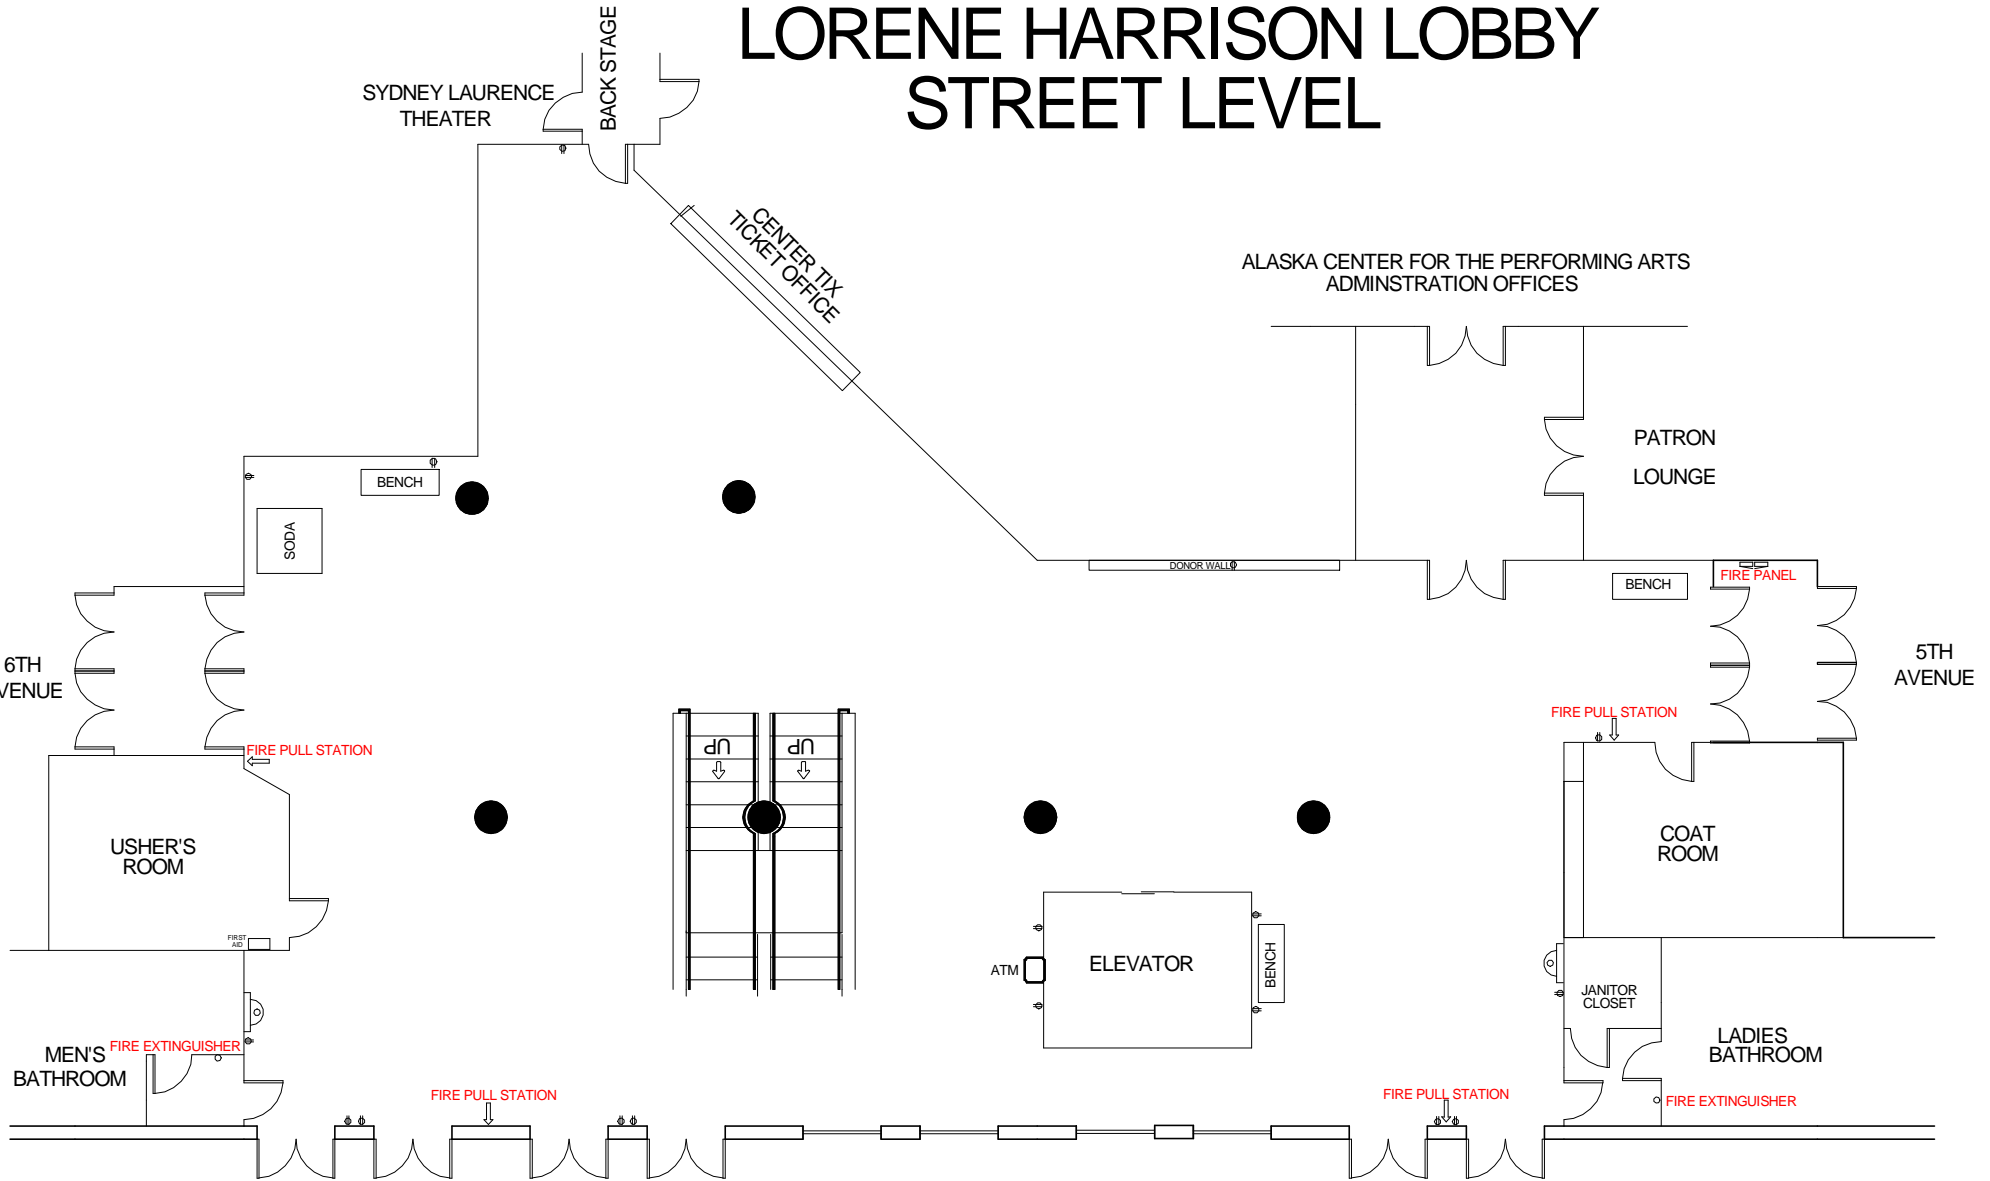 LORENE HARRISON LOBBY
STREET LEVEL
BACK STAGE
SYDNEY LAURENCE
THEATER
CENTER TIX
TICKET OFFICE
ALASKA CENTER FOR THE PERFORMING ARTS
ADMINSTRATION OFFICES
PATRON
LOUNGE
BENCH
SODA
DONOR WALL
BENCH
FIRE PANEL
6TH
VENUE
5TH
AVENUE
FIRE PULL STATION
FIRE PULL STATION
UP
UP
USHER'S
ROOM
COAT
ROOM
FIRST
AID
ATM
ELEVATOR
BENCH
JANITOR
CLOSET
MEN'S
BATHROOM
FIRE EXTINGUISHER
LADIES
BATHROOM
FIRE EXTINGUISHER
FIRE PULL STATION
FIRE PULL STATION